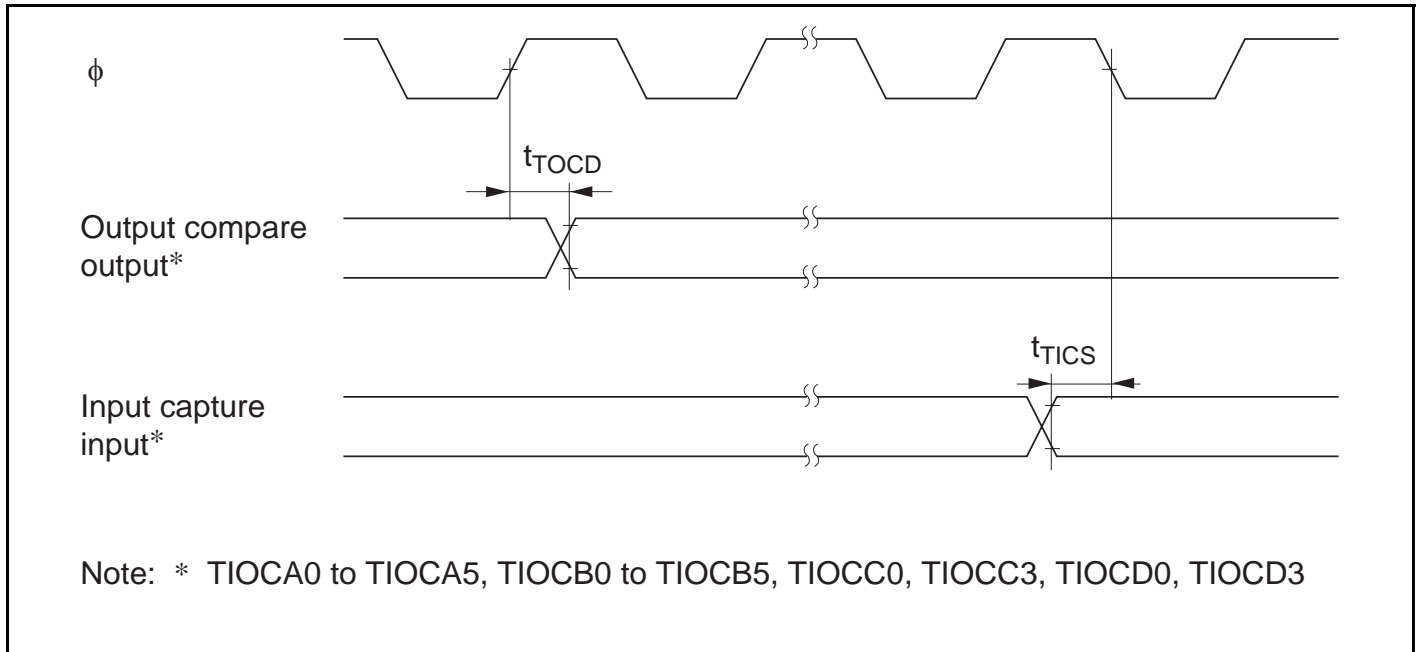 ϕ
tTOCD
Output compare
output*
tTICS
Input capture
input*
Note: * TIOCA0 to TIOCA5, TIOCB0 to TIOCB5, TIOCC0, TIOCC3, TIOCD0, TIOCD3